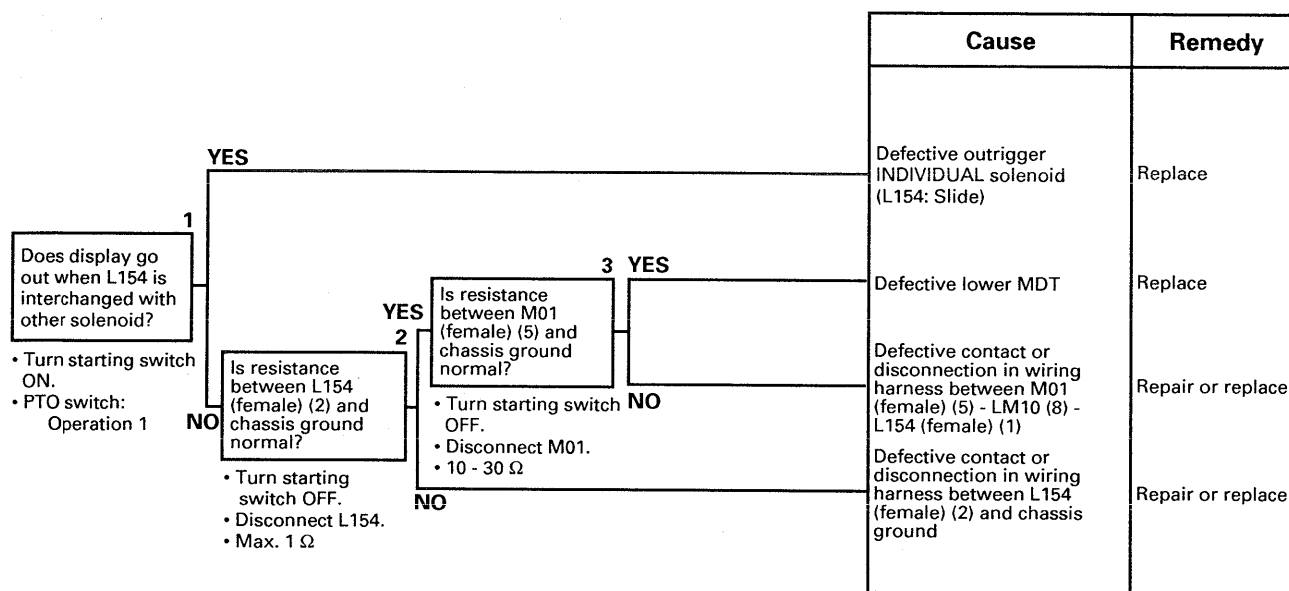 Cause
Remedy
YES
Defective outrigger
INDIVIDUAL solenoid
(L154: Slide)
Replace
1
Does display go
out when L154 is
interchanged with
other solenoid?
• Turn starting switch
ON.
• PTO switch:
Operation 1
NO
2
Is resistance
between L154
(female) (2) and
chassis ground
normal?
• Turn starting
switch OFF.
• Disconnect L154.
• Max. 1 Ω
YES
3
Is resistance
between M01
(female) (5) and
chassis ground
normal?
• Turn starting switch
OFF.
• Disconnect M01.
• 10 - 30 Ω
YES
Defective lower MDT
Replace
NO
Defective contact or
disconnection in wiring
harness between M01
(female) (5) - LM10 (8) -
L154 (female) (1)
Repair or replace
NO
Defective contact or
disconnection in wiring
harness between L154
(female) (2) and chassis
ground
Repair or replace